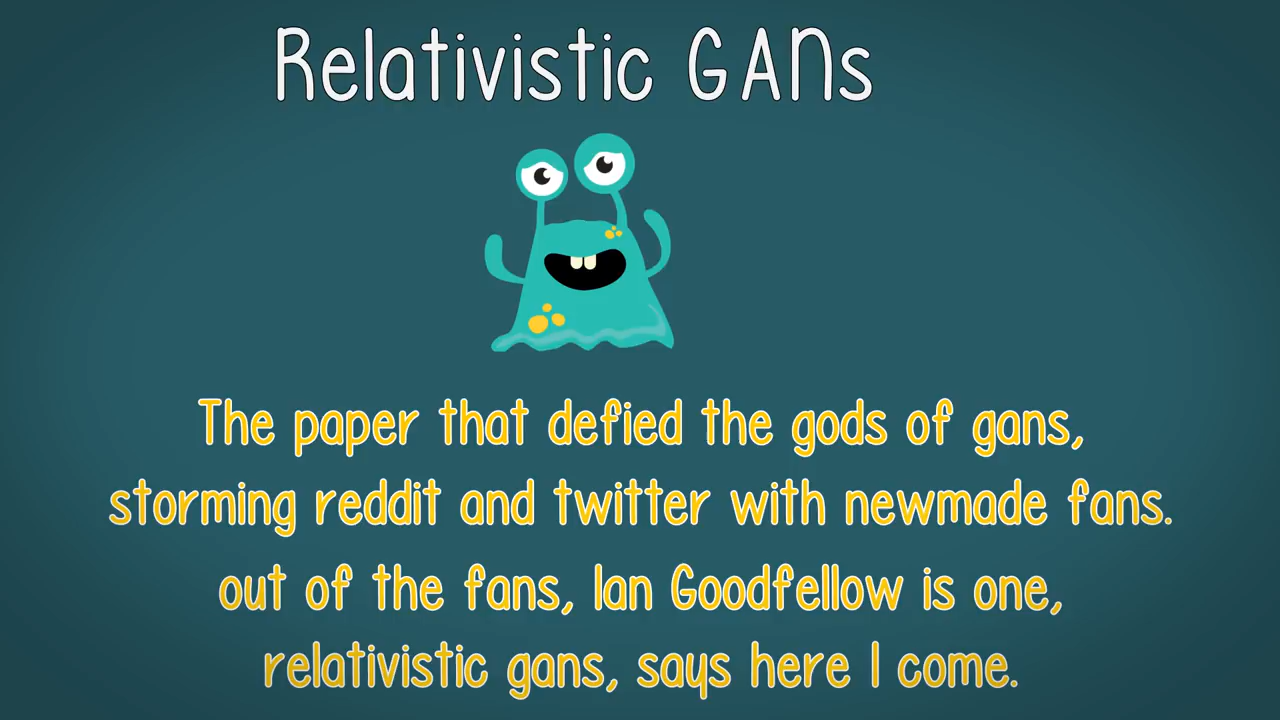 Relativistic GANs
The paper that defied the gods of gans,
storming reddit and twitter with newmade fans.
out of the fans, Ian Goodfellow is one,
relativistic gans, says here I come.